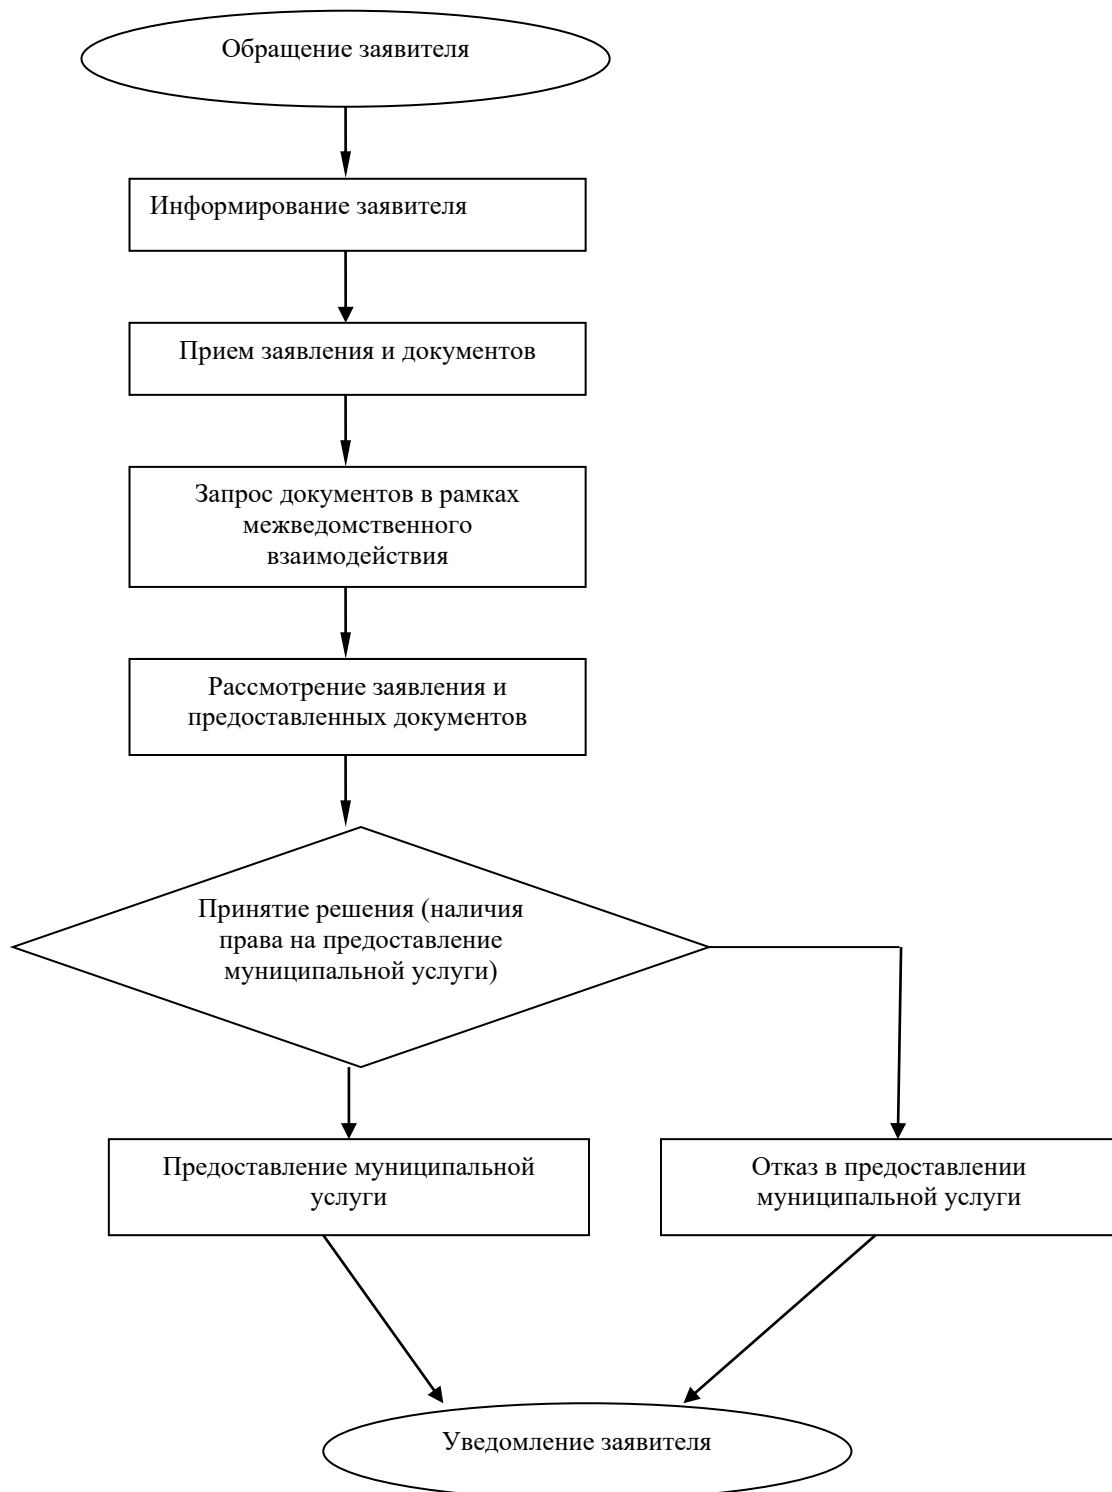 Обращение заявителя
Информирование заявителя
Прием заявления и документов
Запрос документов в рамках
межведомственного
взаимодействия
Рассмотрение заявления и
предоставленных документов
Принятие решения (наличия
права на предоставление
муниципальной услуги)
Предоставление муниципальной
услуги
Отказ в предоставлении
муниципальной услуги
Уведомление заявителя